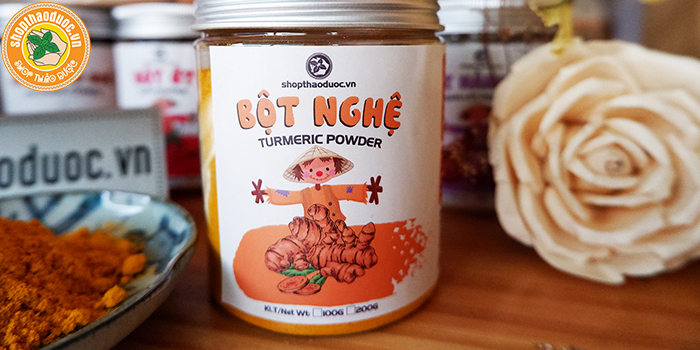 shopthaoduoc.vn
SHOP THẢO DƯỢC
oduoc.vn
shopthaoduoc.vn
BỘT NGHỆ
TURMERIC POWDER
KLT/Net Wt: 100G 200G